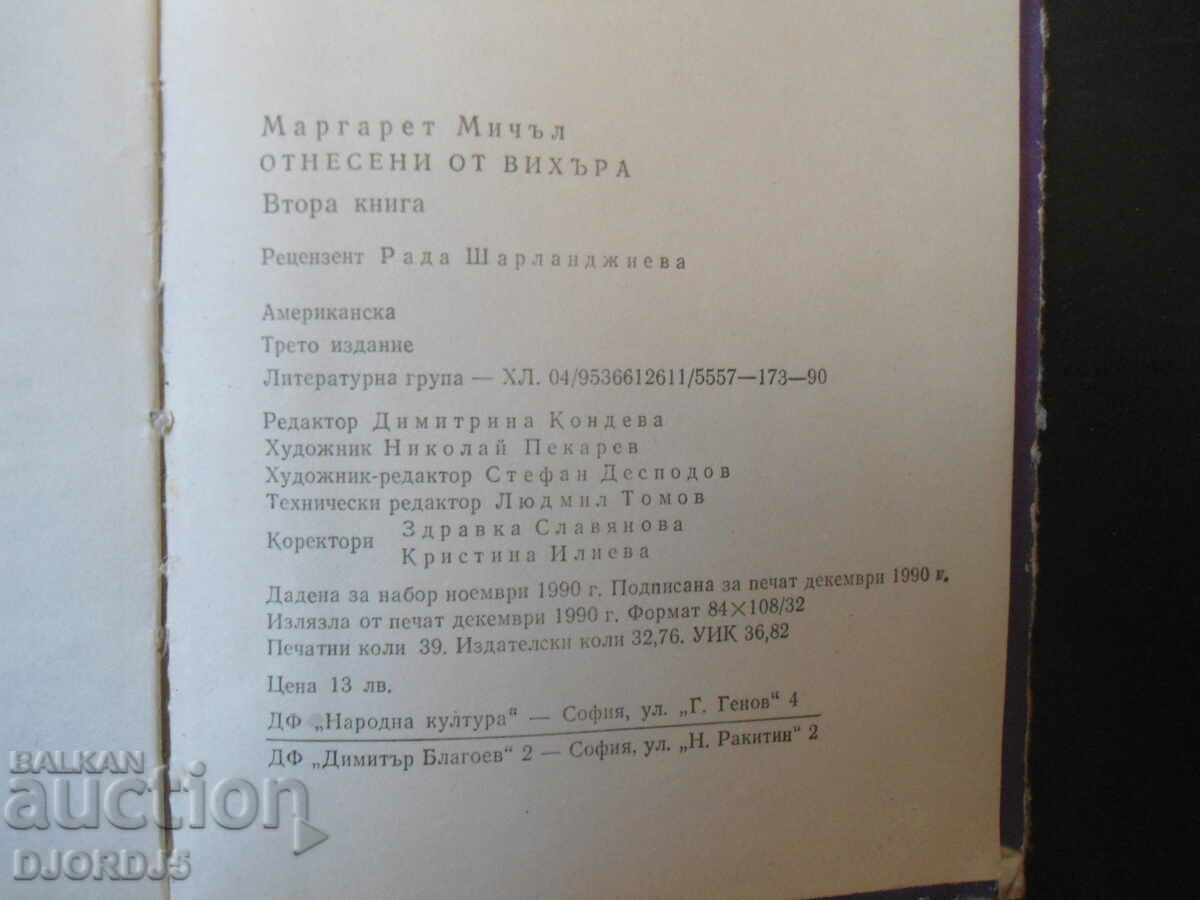 Маргарет Мичъл
ОТНЕСЕНИ ОТ ВИХЪРА
Втора книга
Рецензент Рада Шарланджиева
Американска
Трето издание
Литературна група — ХЛ. 04/9536612611/5557—173—90
Редактор Димитрина Кондева
Художник Николай Пекарев
Художник-редактор Стефан Десподов
Технически редактор Людмил Томов
Коректори Здравка Славянова
Кристина Илиева
Дадена за набор ноември 1990 г. Подписана за печат декември 1990 г.
Излязла от печат декември 1990 г. Формат 84×108/32
Печатни коли 39. Издателски коли 32,76. УИК 36,82
Цена 13 лв.
ДФ „Народна култура“ — София, ул. „Г. Генов“ 4
ДФ „Димитър Благоев“ 2 — София, ул. „Н. Ракитин“ 2
BALKAN
auction
DJORDJ5